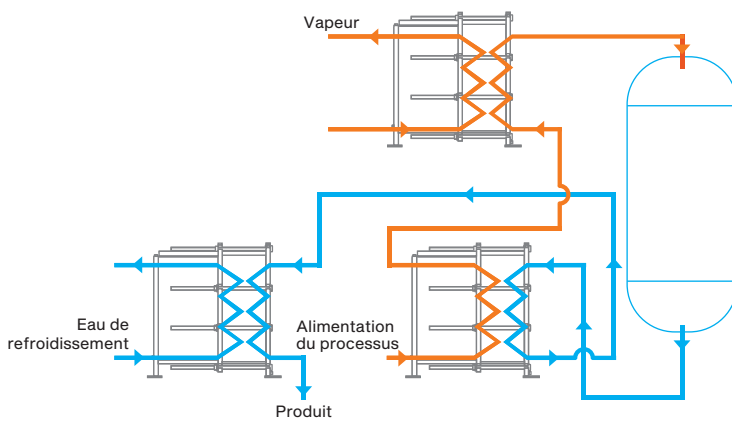 Vapeur
Eau de
refroidissement
Alimentation
du processus
Produit